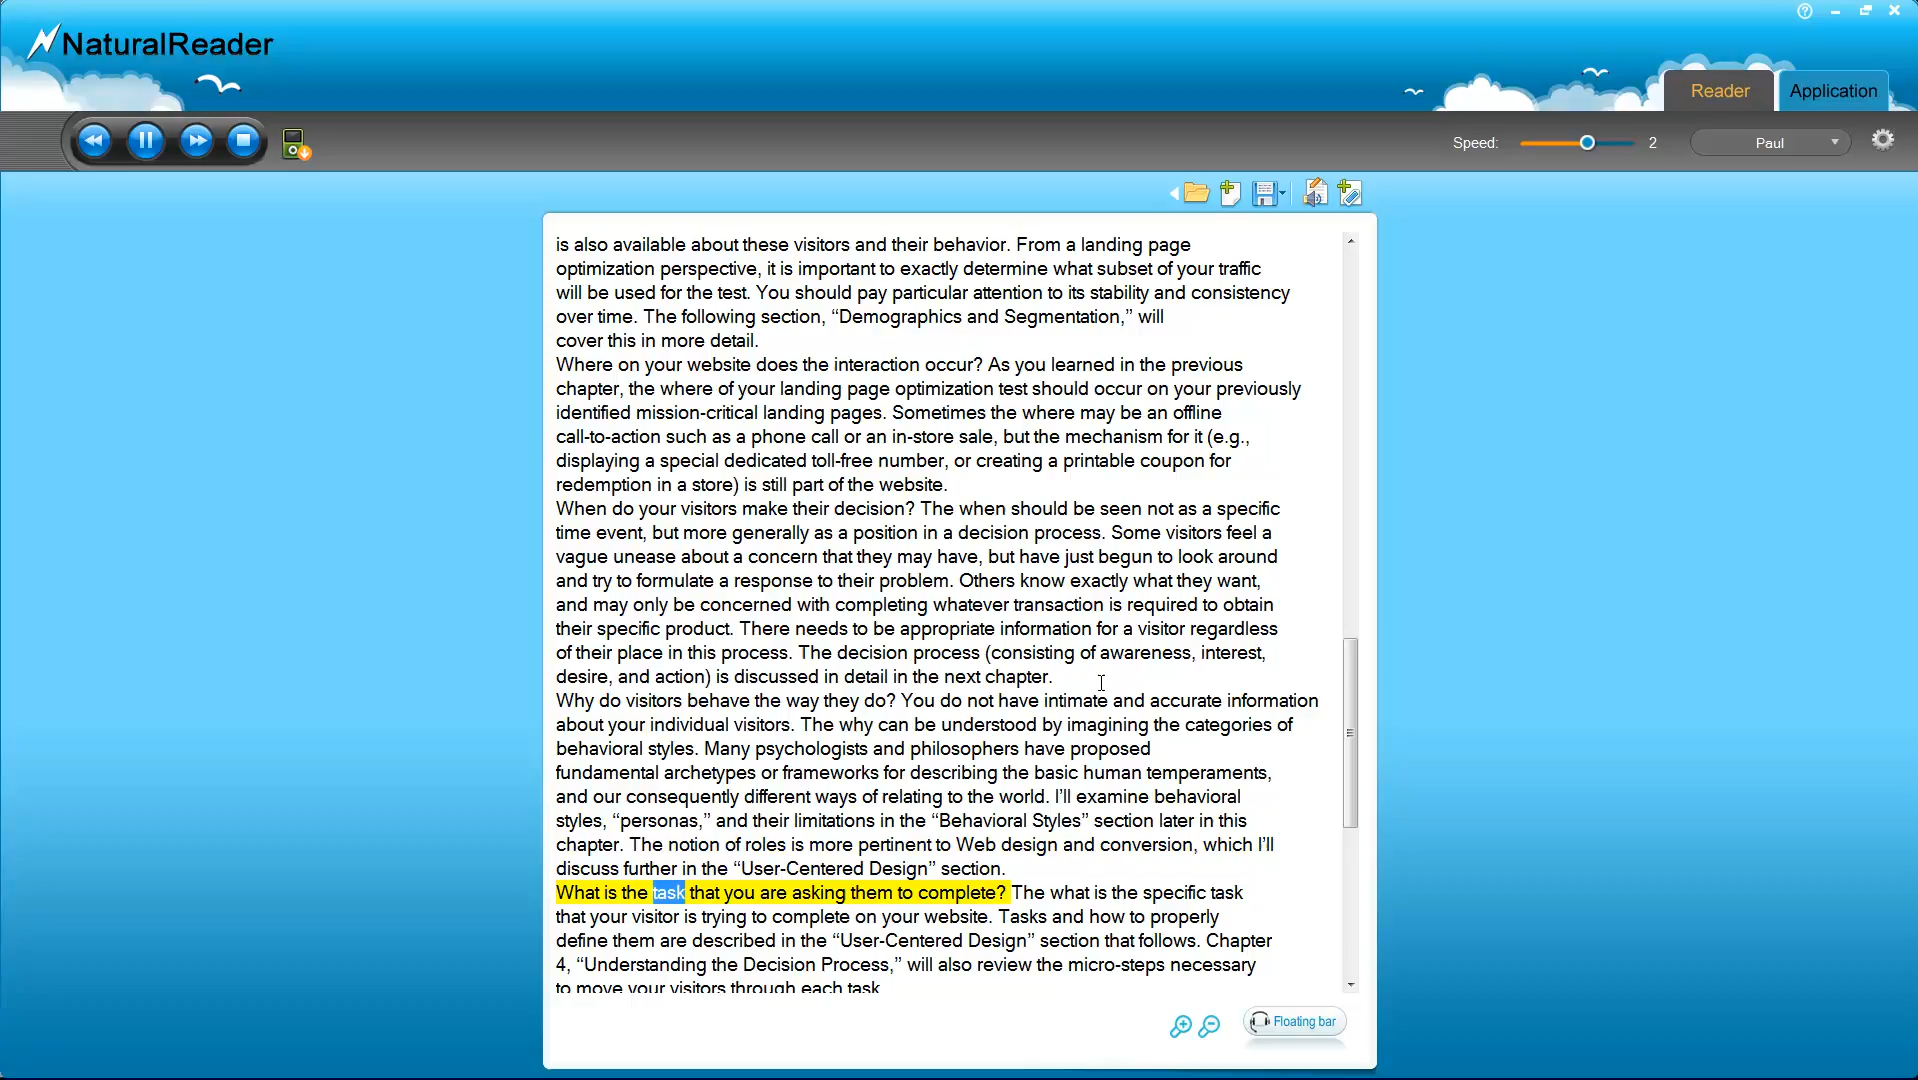 NaturalReader
Reader
Application
Speed:
2
Paul
is also available about these visitors and their behavior. From a landing page
optimization perspective, it is important to exactly determine what subset of your traffic
will be used for the test. You should pay particular attention to its stability and consistency
over time. The following section, “Demographics and Segmentation,” will
cover this in more detail.
Where on your website does the interaction occur? As you learned in the previous
chapter, the where of your landing page optimization test should occur on your previously
identified mission-critical landing pages. Sometimes the where may be an offline
call-to-action such as a phone call or an in-store sale, but the mechanism for it (e.g.,
displaying a special dedicated toll-free number, or creating a printable coupon for
redemption in a store) is still part of the website.
When do your visitors make their decision? The when should be seen not as a specific
time event, but more generally as a position in a decision process. Some visitors feel a
vague unease about a concern that they may have, but have just begun to look around
and try to formulate a response to their problem. Others know exactly what they want,
and may only be concerned with completing whatever transaction is required to obtain
their specific product. There needs to be appropriate information for a visitor regardless
of their place in this process. The decision process (consisting of awareness, interest,
desire, and action) is discussed in detail in the next chapter.
Why do visitors behave the way they do? You do not have intimate and accurate information
about your individual visitors. The why can be understood by imagining the categories of
behavioral styles. Many psychologists and philosophers have proposed
fundamental archetypes or frameworks for describing the basic human temperaments,
and our consequently different ways of relating to the world. I’ll examine behavioral
styles, “personas,” and their limitations in the “Behavioral Styles” section later in this
chapter. The notion of roles is more pertinent to Web design and conversion, which I’ll
discuss further in the “User-Centered Design” section.
What is the task that you are asking them to complete? The what is the specific task
that your visitor is trying to complete on your website. Tasks and how to properly
define them are described in the “User-Centered Design” section that follows. Chapter
4, “Understanding the Decision Process,” will also review the micro-steps necessary
to move your visitors through each task
Floating bar